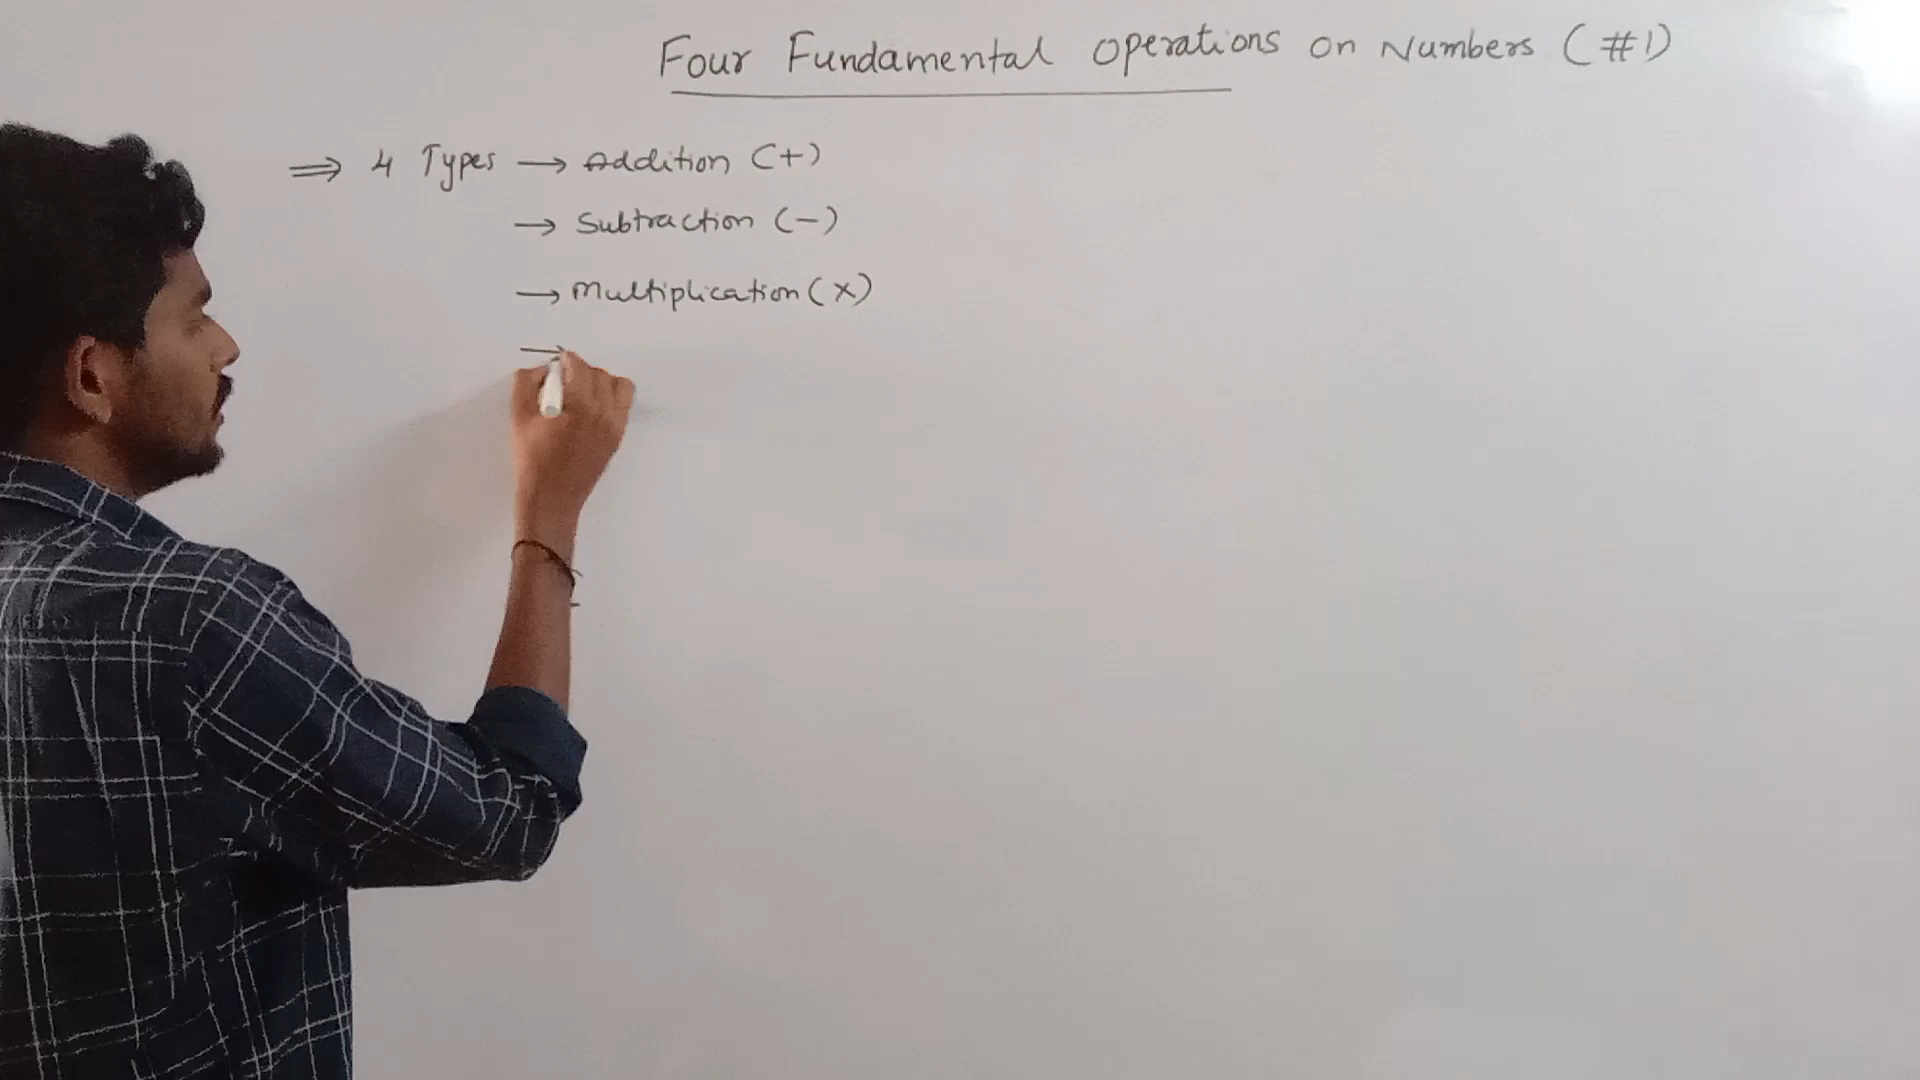 Four Fundamental Operations on Numbers (#1)
⇒ 4 Types → Addition (+)
→ Subtraction (-)
→ Multiplication (×)
→